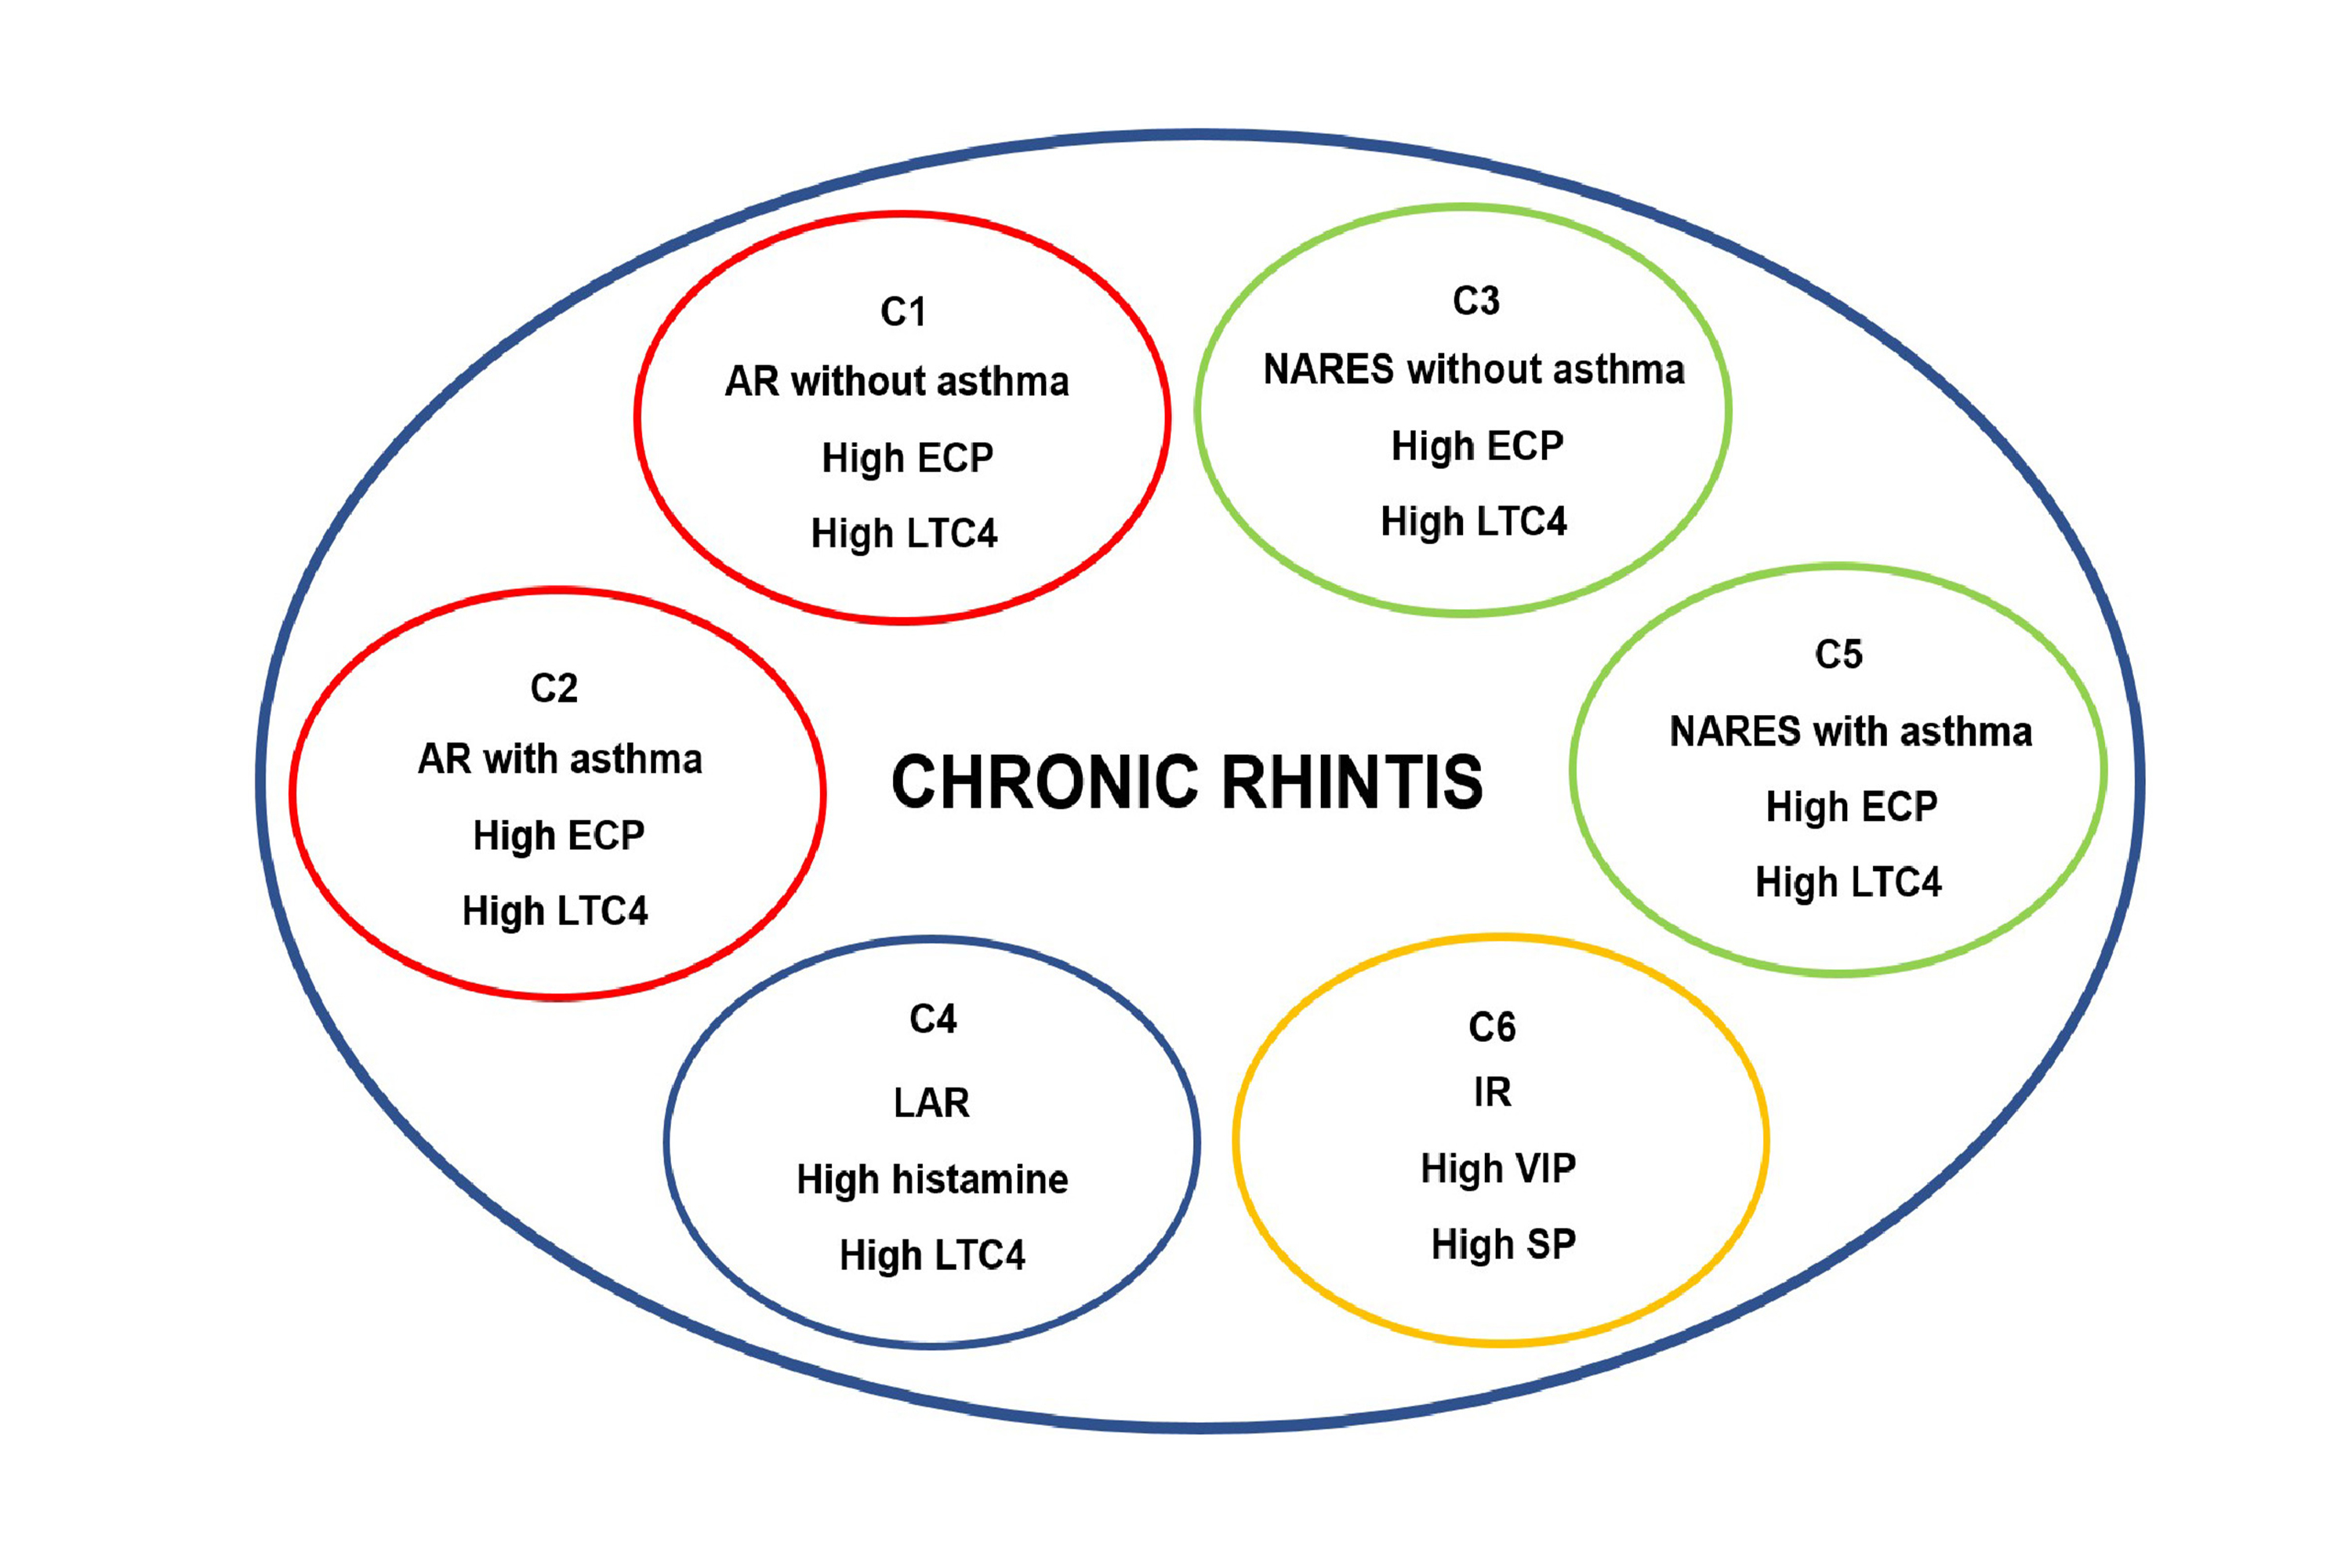 C1
AR without asthma
High ECP
High LTC4
C3
NARES without asthma
High ECP
High LTC4
C2
AR with asthma
High ECP
High LTC4
CHRONIC RHINTIS
C5
NARES with asthma
High ECP
High LTC4
C4
LAR
High histamine
High LTC4
C6
IR
High VIP
High SP